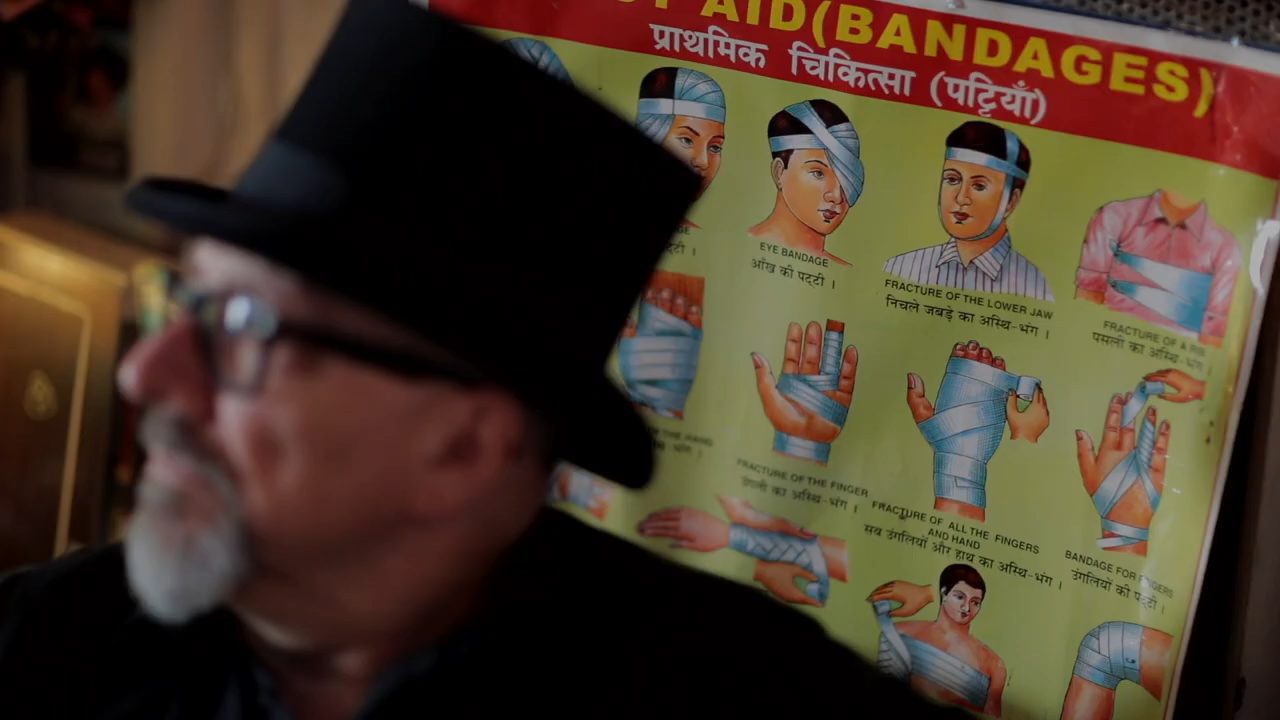 AID(BANDAGES)
प्राथमिक चिकित्सा (पट्टियाँ)
EYE BANDAGE
आँख की पट्टी ।
FRACTURE OF THE LOWER JAW
निचले जबड़े का अस्थि-भंग ।
FRACTURE OF A RIB
पसली का अस्थि-भंग ।
THE HAND
FRACTURE OF THE FINGER
उंगली का अस्थि-भंग ।
FRACTURE OF ALL THE FINGERS
AND HAND
सब उंगलियों और हाथ का अस्थि-भंग ।
BANDAGE FOR FINGERS
उंगलियों की पट्टी ।